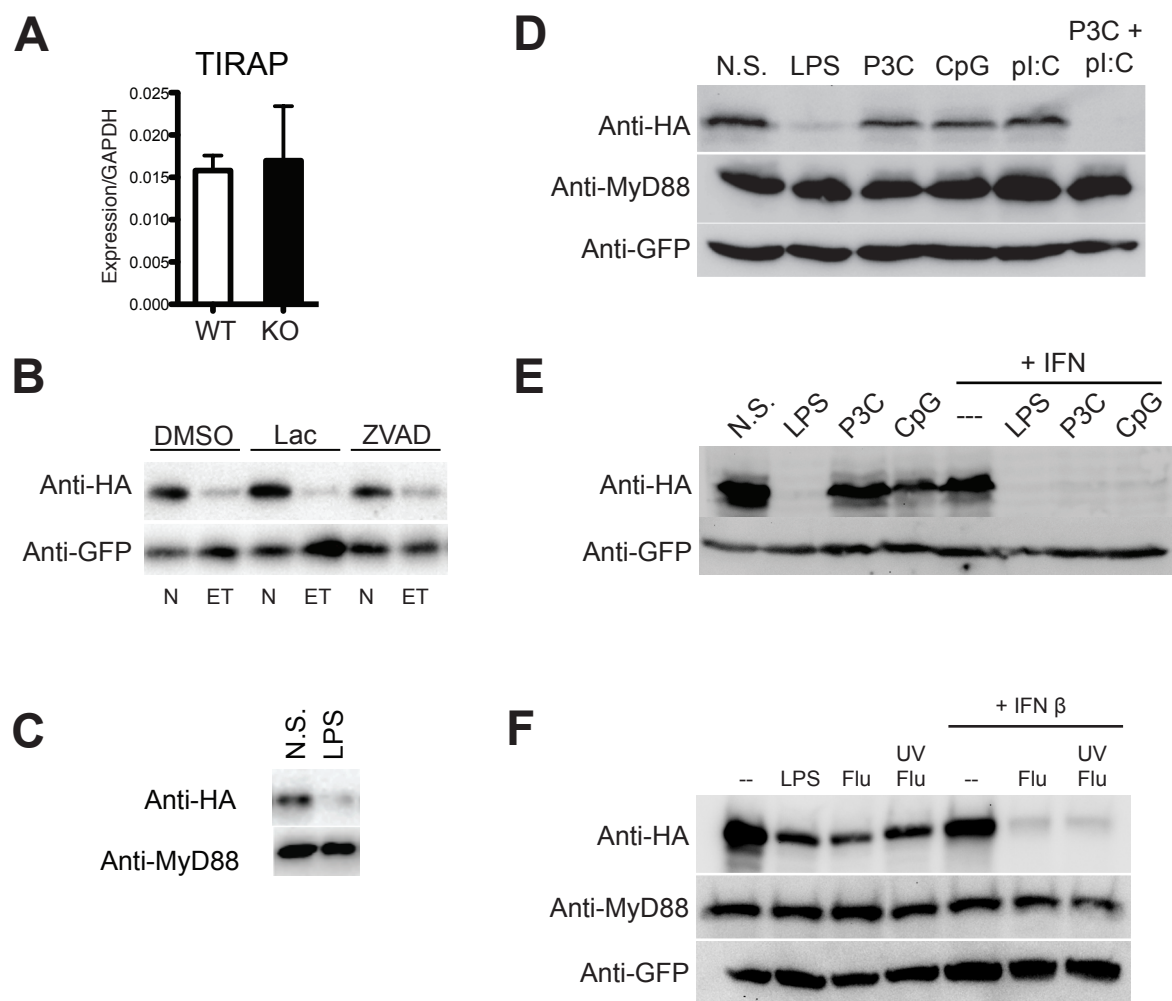 A
TIRAP
Expression/GAPDH
0.025
0.020
0.015
0.010
0.005
0.000
WT KO
B
DMSO Lac ZVAD
Anti-HA
Anti-GFP
N ET N ET N ET
C
N.S. LPS
Anti-HA
Anti-MyD88
D
P3C +
N.S. LPS P3C CpG pI:C pI:C
Anti-HA
Anti-MyD88
Anti-GFP
E
+ IFN
N.S. LPS P3C CpG --- LPS P3C CpG
Anti-HA
Anti-GFP
F
+ IFN β
UV UV
-- LPS Flu Flu -- Flu Flu
Anti-HA
Anti-MyD88
Anti-GFP